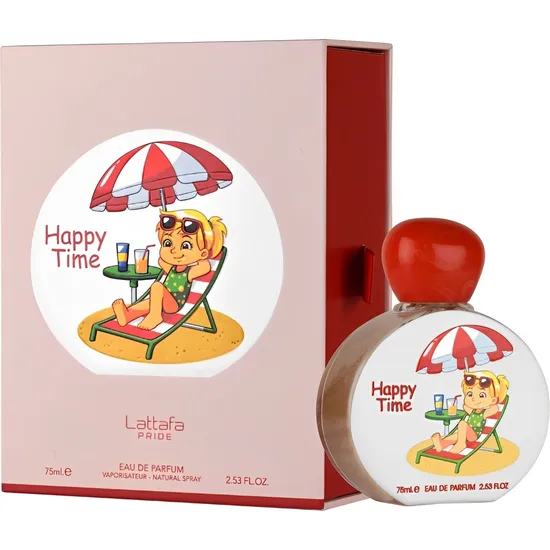 Happy
Time
Lattafa
PRIDE
75ml.e
EAU DE PARFUM
VAPORISATEUR - NATURAL SPRAY
2.53 FL.OZ.
Happy
Time
75ml.e EAU DE PARFUM 2.53 FL.OZ.